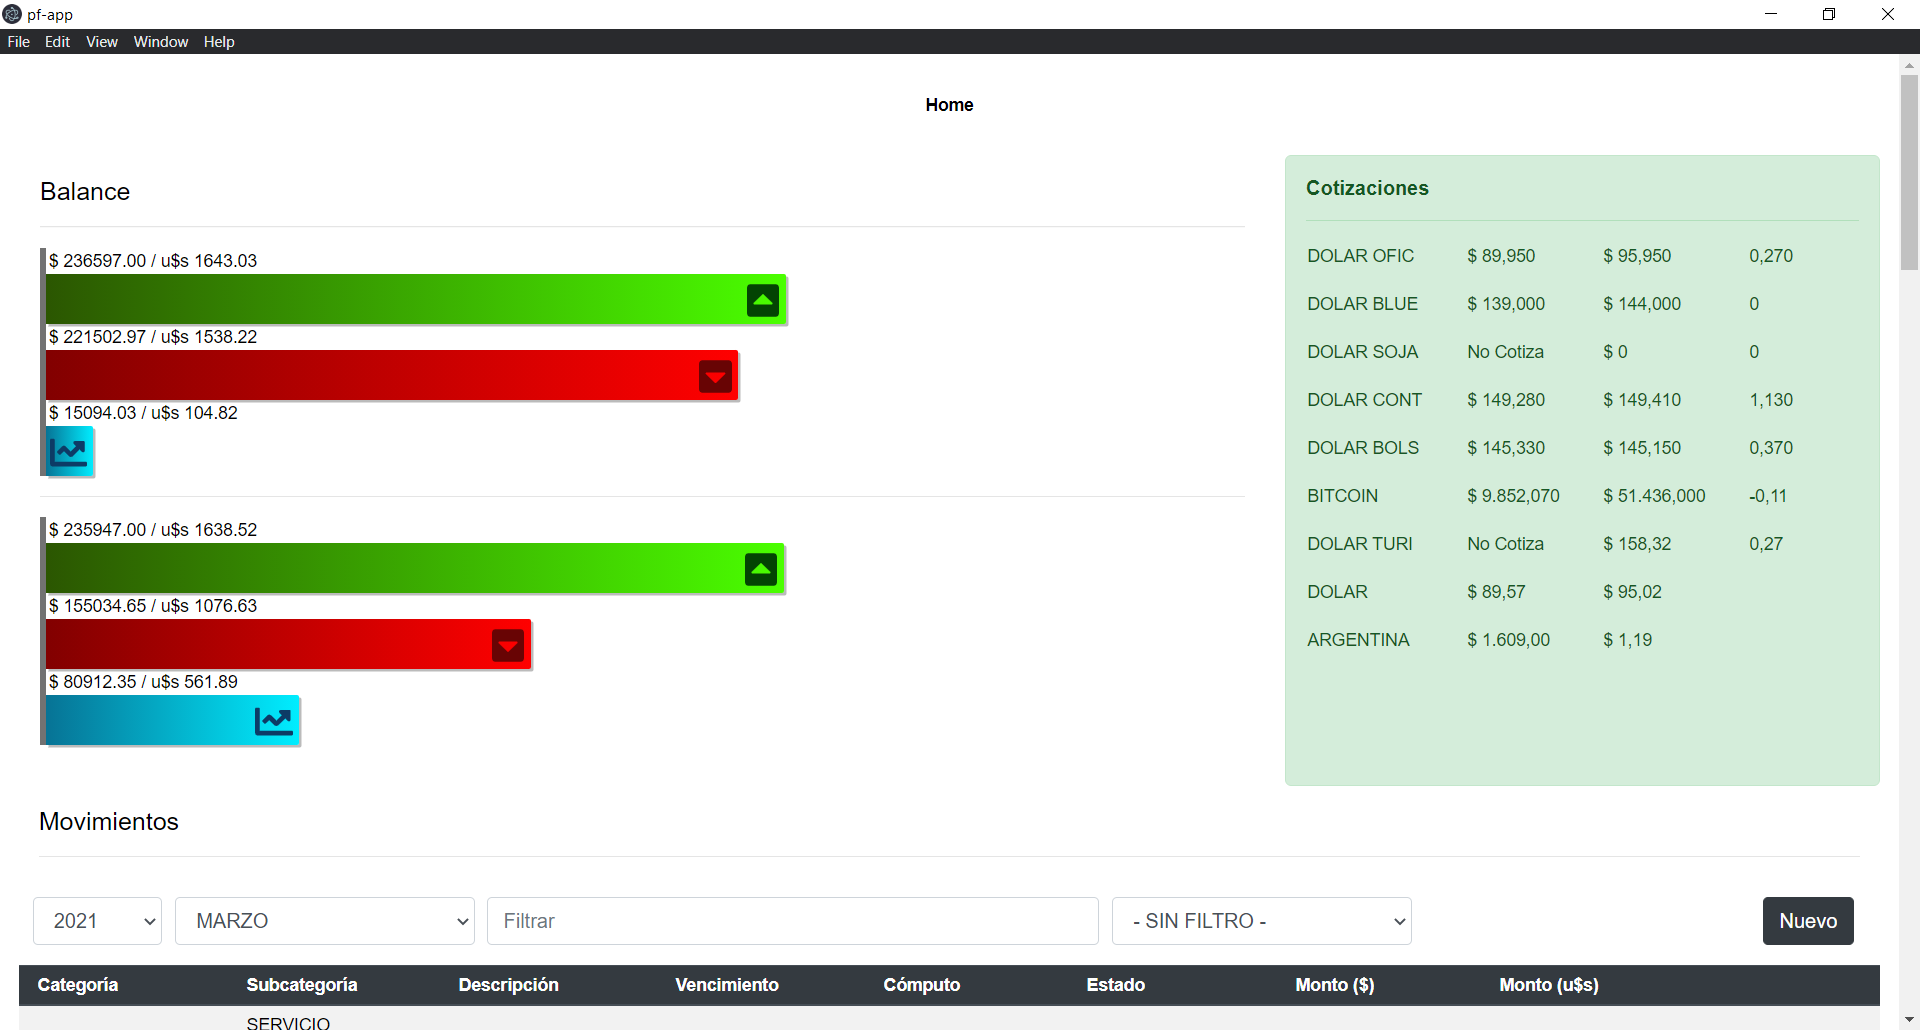 pf-app
File Edit View Window Help
Home
Balance
$ 236597.00 / u$s 1643.03
$ 221502.97 / u$s 1538.22
$ 15094.03 / u$s 104.82
$ 235947.00 / u$s 1638.52
$ 155034.65 / u$s 1076.63
$ 80912.35 / u$s 561.89
Cotizaciones
DOLAR OFIC $ 89,950 $ 95,950 0,270
DOLAR BLUE $ 139,000 $ 144,000 0
DOLAR SOJA No Cotiza $ 0 0
DOLAR CONT $ 149,280 $ 149,410 1,130
DOLAR BOLS $ 145,330 $ 145,150 0,370
BITCOIN $ 9.852,070 $ 51.436,000 -0,11
DOLAR TURI No Cotiza $ 158,32 0,27
DOLAR $ 89,57 $ 95,02
ARGENTINA $ 1.609,00 $ 1,19
Movimientos
2021 MARZO Filtrar - SIN FILTRO - Nuevo
Categoría Subcategoría Descripción Vencimiento Cómputo Estado Monto ($) Monto (u$s)
SERVICIO